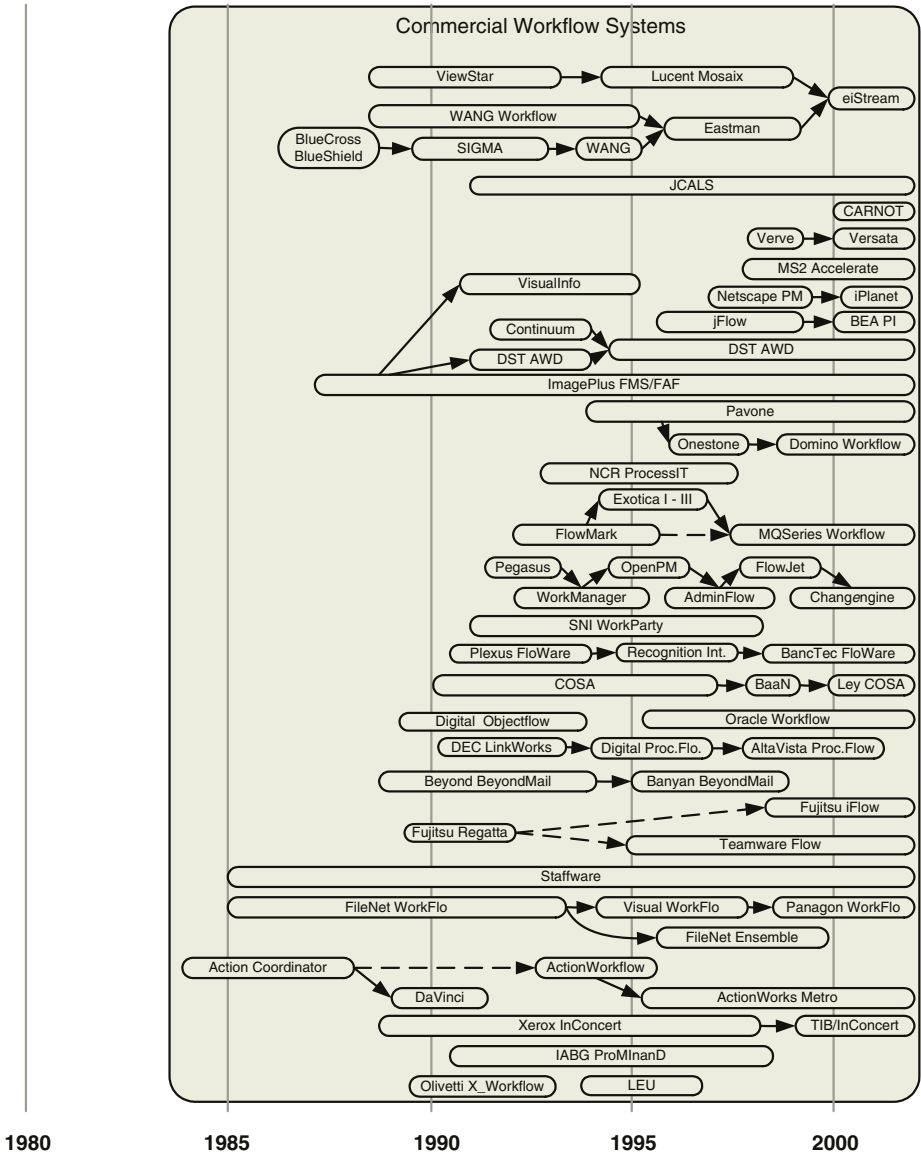 Commercial Workflow Systems
ViewStar
Lucent Mosaix
eiStream
WANG Workflow
Eastman
BlueCross
BlueShield
SIGMA
WANG
JCALS
CARNOT
Verve
Versata
MS2 Accelerate
VisualInfo
Netscape PM
iPlanet
jFlow
BEA PI
Continuum
DST AWD
DST AWD
ImagePlus FMS/FAF
Pavone
Onestone
Domino Workflow
NCR ProcessIT
Exotica I - III
FlowMark
MQSeries Workflow
Pegasus
OpenPM
FlowJet
WorkManager
AdminFlow
Changengine
SNI WorkParty
Plexus FloWare
Recognition Int.
BancTec FloWare
COSA
BaaN
Ley COSA
Digital Objectflow
Oracle Workflow
DEC LinkWorks
Digital Proc.Flo.
AltaVista Proc.Flow
Beyond BeyondMail
Banyan BeyondMail
Fujitsu iFlow
Fujitsu Regatta
Teamware Flow
Staffware
FileNet WorkFlo
Visual WorkFlo
Panagon WorkFlo
FileNet Ensemble
Action Coordinator
ActionWorkflow
DaVinci
ActionWorks Metro
Xerox InConcert
TIB/InConcert
IABG ProMInanD
Olivetti X_Workflow
LEU
1980
1985
1990
1995
2000